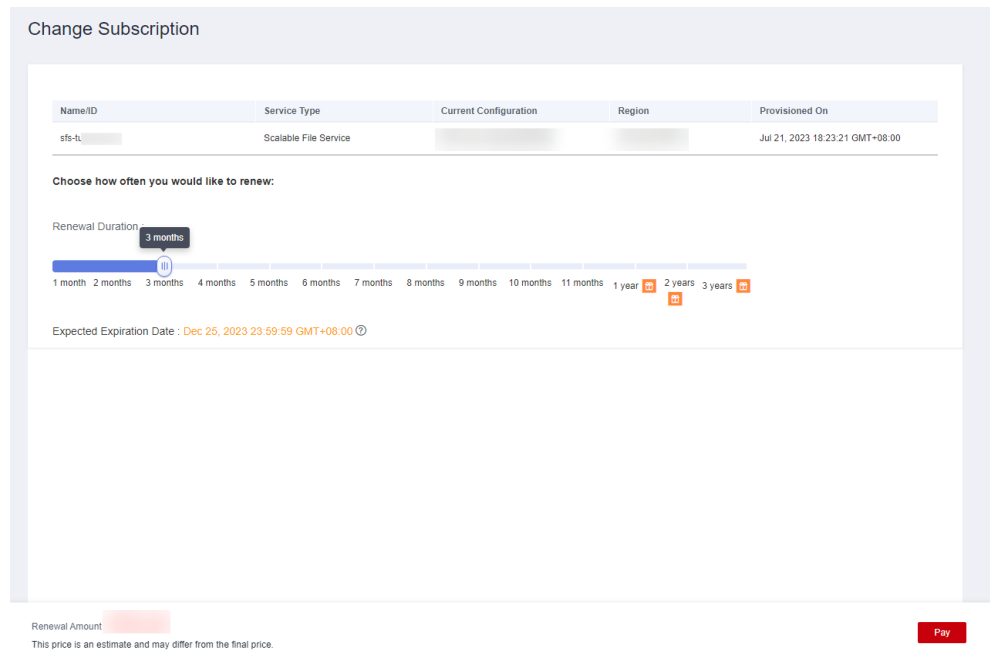 Change Subscription
Name/ID Service Type Current Configuration Region Provisioned On
sfs-tu Scalable File Service Jul 21, 2023 18:23:21 GMT+08:00
Choose how often you would like to renew:
Renewal Duration :
3 months
1 month 2 months 3 months 4 months 5 months 6 months 7 months 8 months 9 months 10 months 11 months 1 year 2 years 3 years
Expected Expiration Date : Dec 25, 2023 23:59:59 GMT+08:00
Renewal Amount
This price is an estimate and may differ from the final price.
Pay